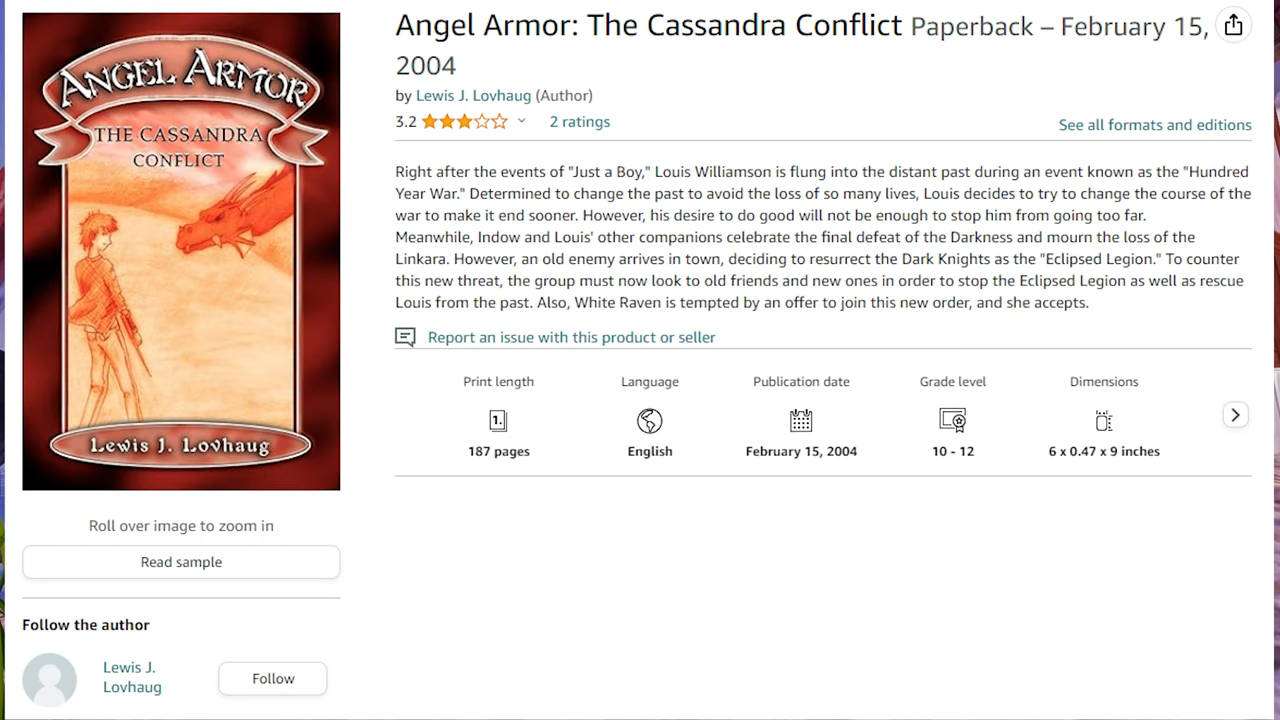 ANGEL ARMOR
THE CASSANDRA
CONFLICT
Lewis J. Lovhaug
Roll over image to zoom in
Read sample
Follow the author
Lewis J.
Lovhaug
Follow
Angel Armor: The Cassandra Conflict Paperback – February 15,
2004
by Lewis J. Lovhaug (Author)
3.2 2 ratings
See all formats and editions
Right after the events of "Just a Boy," Louis Williamson is flung into the distant past during an event known as the "Hundred
Year War." Determined to change the past to avoid the loss of so many lives, Louis decides to try to change the course of the
war to make it end sooner. However, his desire to do good will not be enough to stop him from going too far.
Meanwhile, Indow and Louis' other companions celebrate the final defeat of the Darkness and mourn the loss of the
Linkara. However, an old enemy arrives in town, deciding to resurrect the Dark Knights as the "Eclipsed Legion." To counter
this new threat, the group must now look to old friends and new ones in order to stop the Eclipsed Legion as well as rescue
Louis from the past. Also, White Raven is tempted by an offer to join this new order, and she accepts.
Report an issue with this product or seller
Print length Language Publication date Grade level Dimensions
1.
187 pages English February 15, 2004 10 - 12 6 x 0.47 x 9 inches